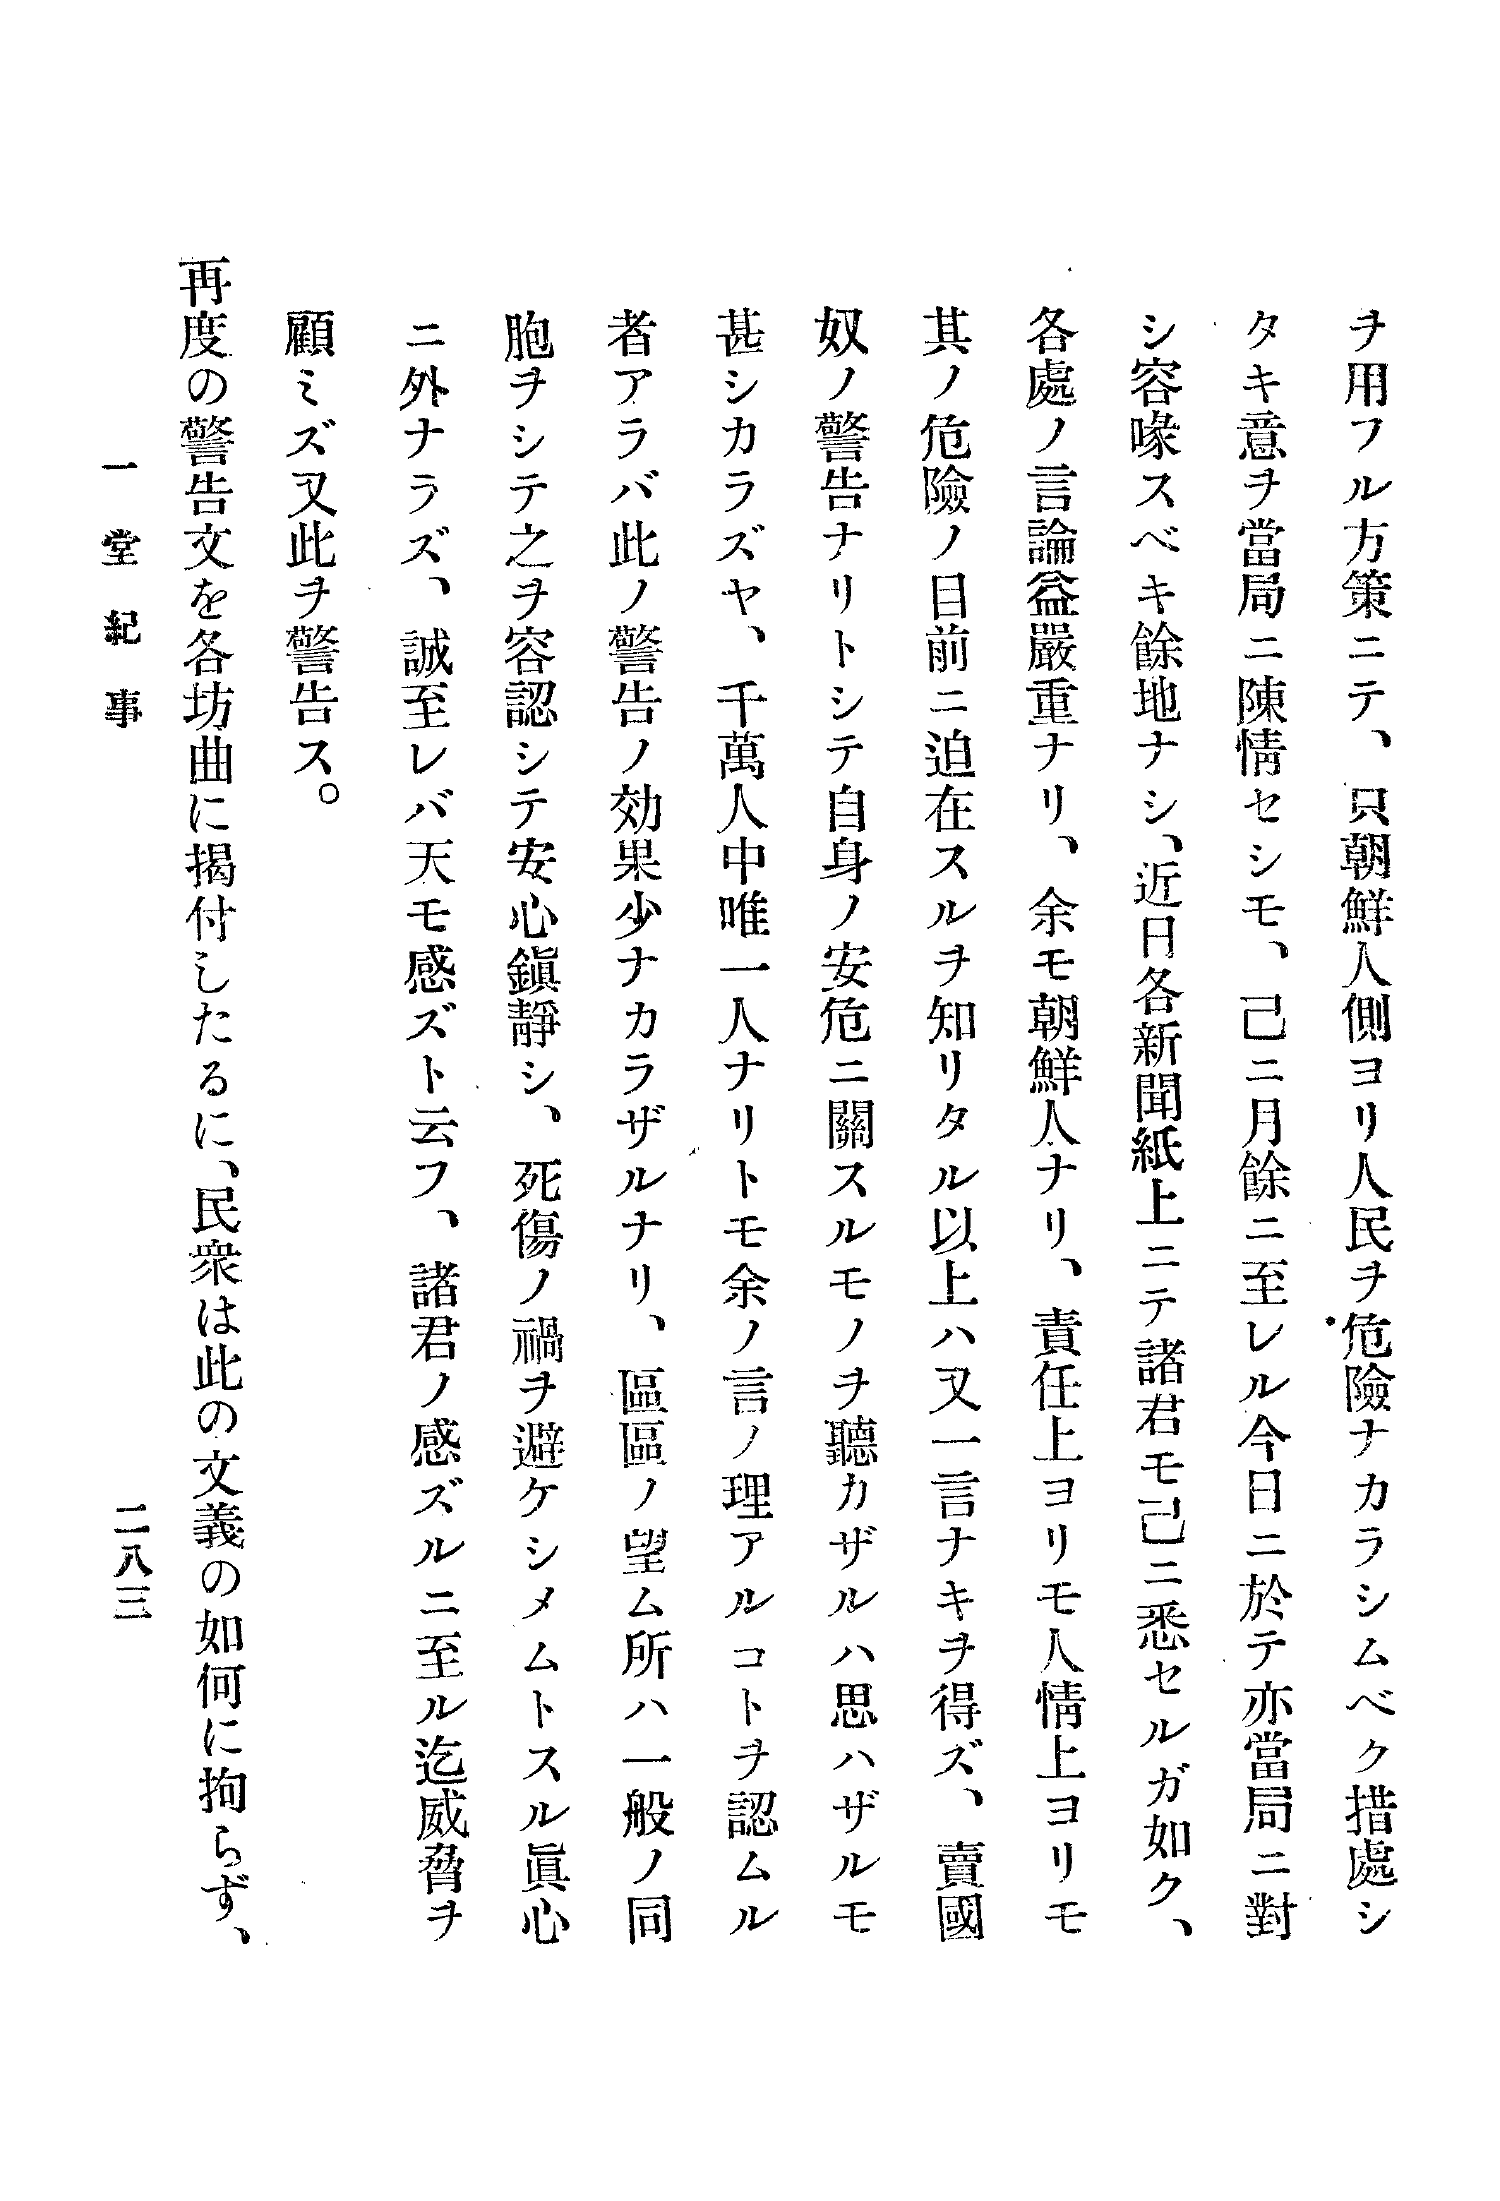 ヲ用フル方策ニテ、只朝鮮人側ヨリ人民ヲ危險ナカラシムベク措處シ
タキ意ヲ當局ニ陳情セシモ、己ニ月餘ニ至レル今日ニ於テ亦當局ニ對
シ容喙スベキ餘地ナシ、近日各新聞紙上ニテ諸君モ己ニ悉セルガ如ク、
各處ノ言論益嚴重ナリ、余モ朝鮮人ナリ、責任上ヨリモ人情上ヨリモ
其ノ危險ノ目前ニ迫在スルヲ知リタル以上ハ又一言ナキヲ得ズ、賣國
奴ノ警告ナリトシテ自身ノ安危ニ關スルモノヲ聽カザルハ思ハザルモ
甚シカラズヤ、千萬人中唯一人ナリトモ余ノ言ノ理アルコトヲ認ムル
者アラバ此ノ警告ノ効果少ナカラザルナリ、區區ノ望ム所ハ一般ノ同
胞ヲシテ之ヲ容認シテ安心鎭靜シ、死傷ノ禍ヲ避ケシメムトスル眞心
ニ外ナラズ、誠至レバ天モ感ズト云フ、諸君ノ感ズルニ至ル迄威脅ヲ
顧ミズ又此ヲ警告ス。
再度の警告文を各坊曲に揭付したるに、民衆は此の文義の如何に拘らず、
一堂紀事
二八三